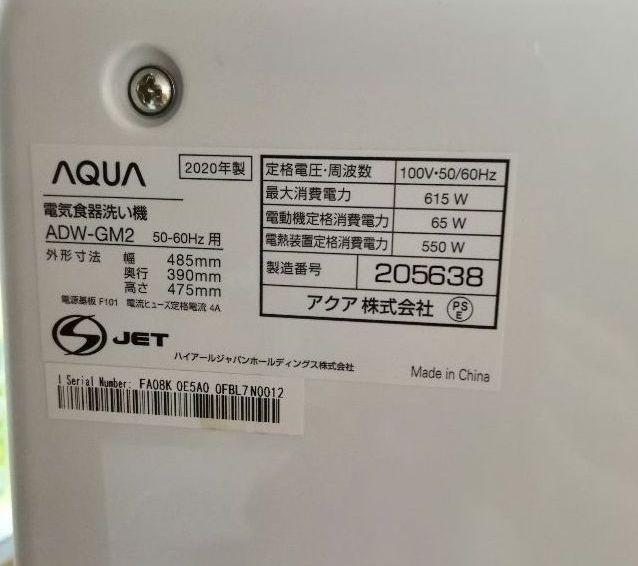 AQUA
2020年製
電気食器洗い機
ADW-GM2 50-60Hz 用
外形寸法 幅 485mm
奥行 390mm
高さ 475mm
電源基板 F101 電流ヒューズ定格電流 4A
定格電圧・周波数 100V・50/60Hz
最大消費電力 615 W
電動機定格消費電力 65 W
電熱装置定格消費電力 550 W
製造番号 205638
アクア 株式会社 PSE
S JET
ハイアールジャパンホールディングス株式会社
Made in China
Serial Number: FA08K 0E5A0 0FBL7N0012